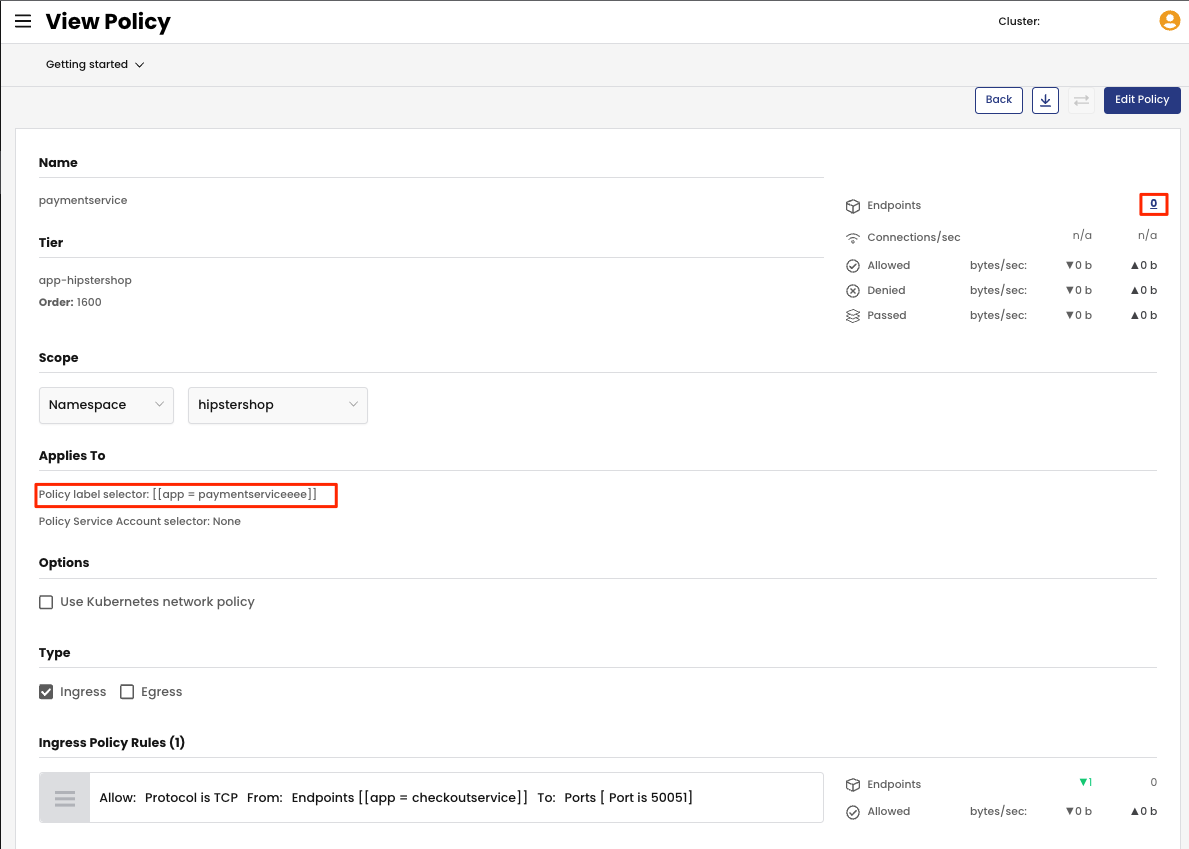 View Policy
Cluster:
Getting started
Back
Edit Policy
Name
paymentservice
Endpoints 0
Connections/sec n/a n/a
Tier
Allowed bytes/sec: ▼0 b ▲0 b
app-hipstershop
Denied bytes/sec: ▼0 b ▲0 b
Order: 1600
Passed bytes/sec: ▼0 b ▲0 b
Scope
Namespace hipstershop
Applies To
Policy label selector: [[app = paymentserviceeee]]
Policy Service Account selector: None
Options
Use Kubernetes network policy
Type
Ingress Egress
Ingress Policy Rules (1)
Allow: Protocol is TCP From: Endpoints [[app = checkoutservice]] To: Ports [ Port is 50051]
Endpoints ▼1 0
Allowed bytes/sec: ▼0 b ▲0 b